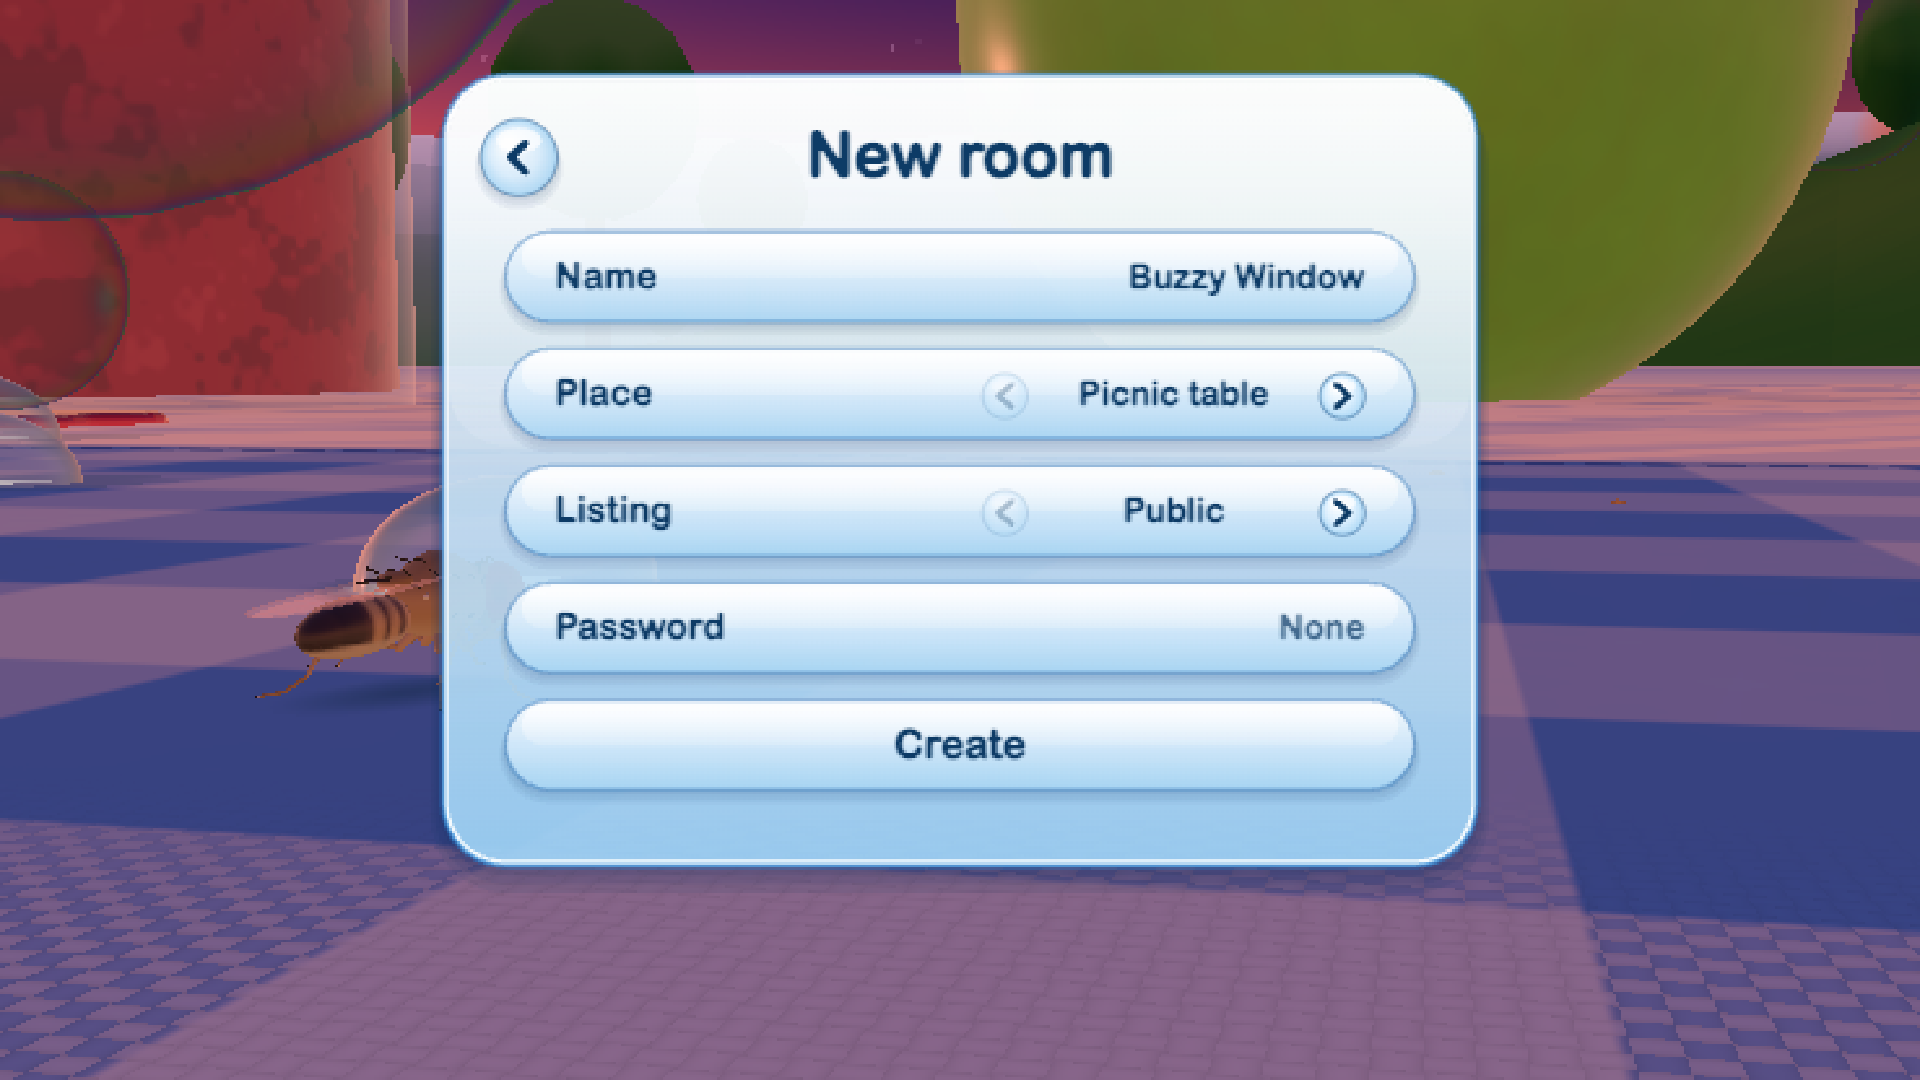 New room
Name Buzzy Window
Place Picnic table
Listing Public
Password None
Create